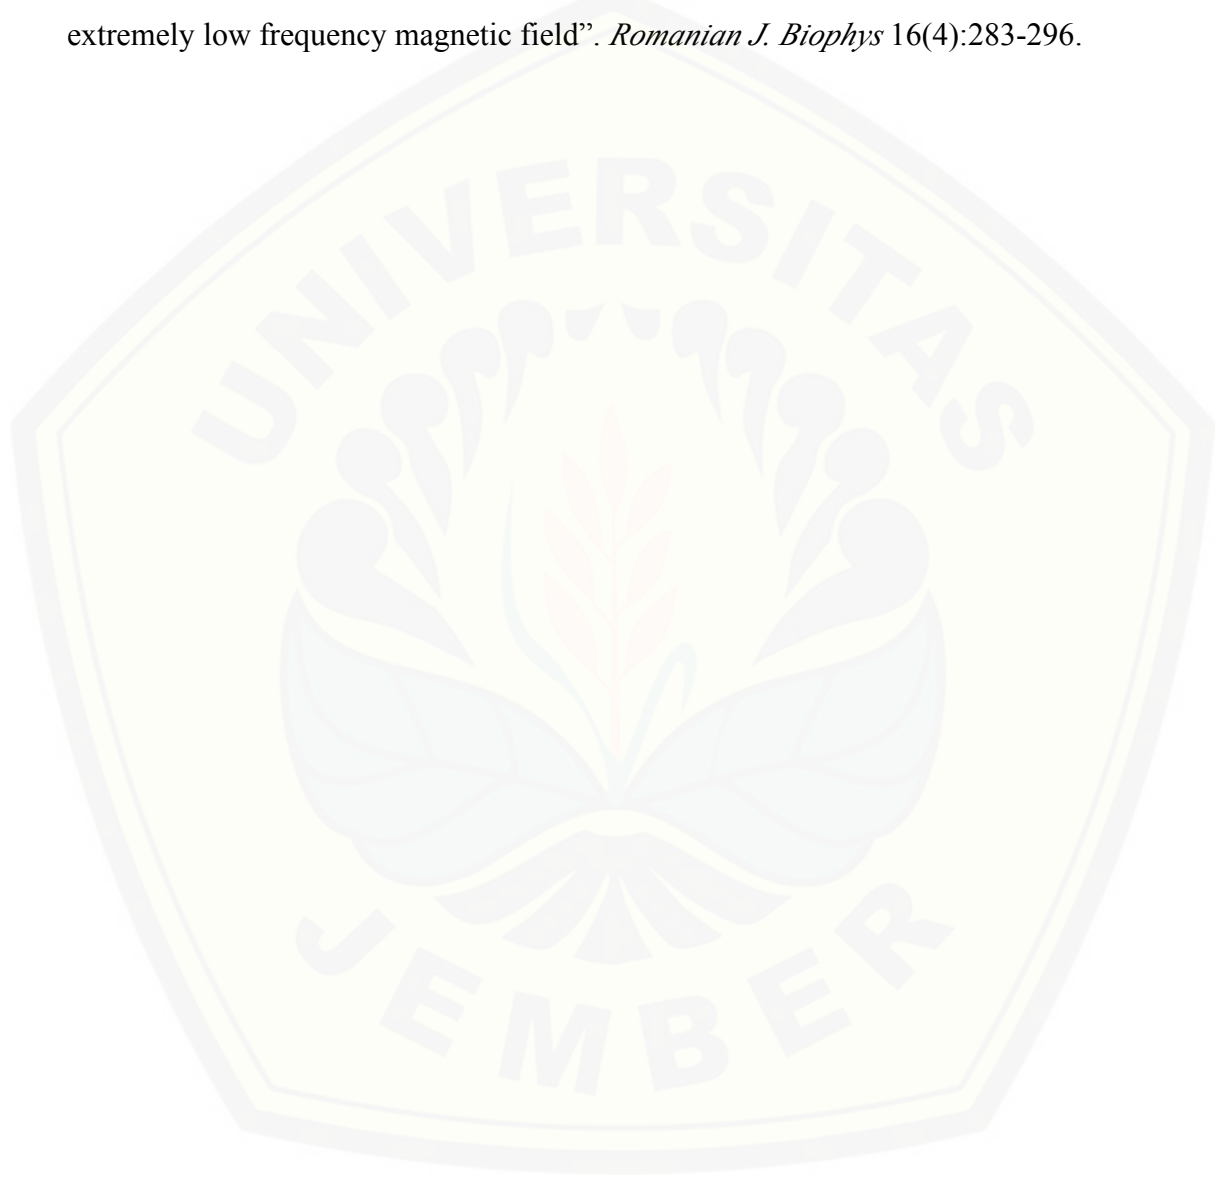 extremely low frequency magnetic field”. Romanian J. Biophys 16(4):283-296.
UNIVERSITAS
JEMBER